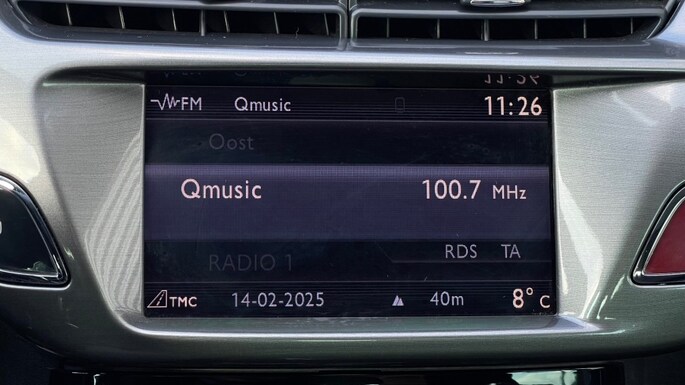 FM Qmusic 11:26
Oost
Qmusic 100.7 MHz
RADIO 1
RDS TA
TMC 14-02-2025 40m 8° C